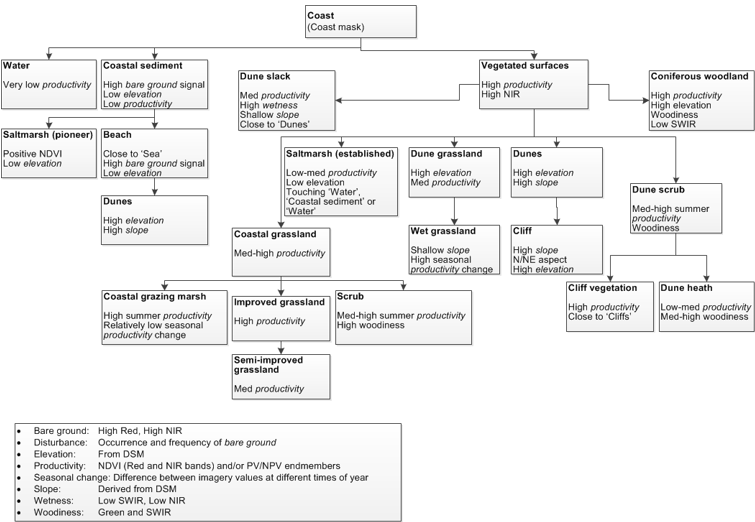 Coast
(Coast mask)
Water
Very low productivity
Coastal sediment
High bare ground signal
Low elevation
Low productivity
Dune slack
Med productivity
High wetness
Shallow slope
Close to ‘Dunes’
Vegetated surfaces
High productivity
High NIR
Coniferous woodland
High productivity
High elevation
Woodiness
Low SWIR
Saltmarsh (pioneer)
Positive NDVI
Low elevation
Beach
Close to ‘Sea’
High bare ground signal
Low elevation
Dunes
High elevation
High slope
Saltmarsh (established)
Low-med productivity
Low elevation
Touching ‘Water’,
‘Coastal sediment’ or
‘Water’
Dune grassland
High elevation
Med productivity
Dunes
High elevation
High slope
Dune scrub
Med-high summer
productivity
Woodiness
Coastal grassland
Med-high productivity
Wet grassland
Shallow slope
High seasonal
productivity change
Cliff
High slope
N/NE aspect
High elevation
Coastal grazing marsh
High summer productivity
Relatively low seasonal
productivity change
Improved grassland
High productivity
Scrub
Med-high summer productivity
High woodiness
Cliff vegetation
High productivity
Close to ‘Cliffs’
Dune heath
Low-med productivity
Med-high woodiness
Semi-improved
grassland
Med productivity
• Bare ground: High Red, High NIR
• Disturbance: Occurrence and frequency of bare ground
• Elevation: From DSM
• Productivity: NDVI (Red and NIR bands) and/or PV/NPV endmembers
• Seasonal change: Difference between imagery values at different times of year
• Slope: Derived from DSM
• Wetness: Low SWIR, Low NIR
• Woodiness: Green and SWIR